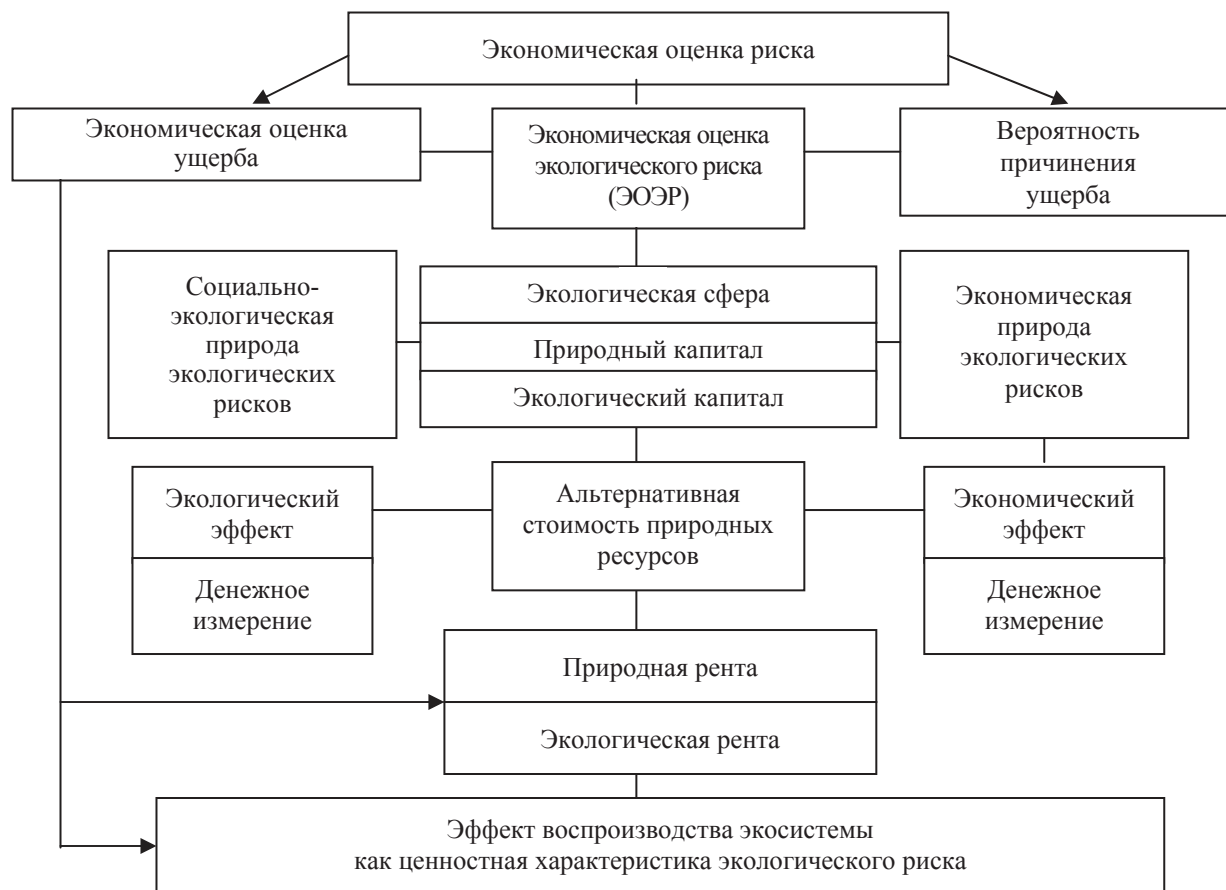 Экономическая оценка риска
Экономическая оценка
ущерба
Экономическая оценка
экологического риска
(ЭОЭР)
Вероятность
причинения
ущерба
Социально-
экологическая
природа
экологических
рисков
Экологическая сфера
Природный капитал
Экологический капитал
Экономическая
природа
экологических
рисков
Экологический
эффект
Денежное
измерение
Альтернативная
стоимость природных
ресурсов
Экономический
эффект
Денежное
измерение
Природная рента
Экологическая рента
Эффект воспроизводства экосистемы
как ценностная характеристика экологического риска